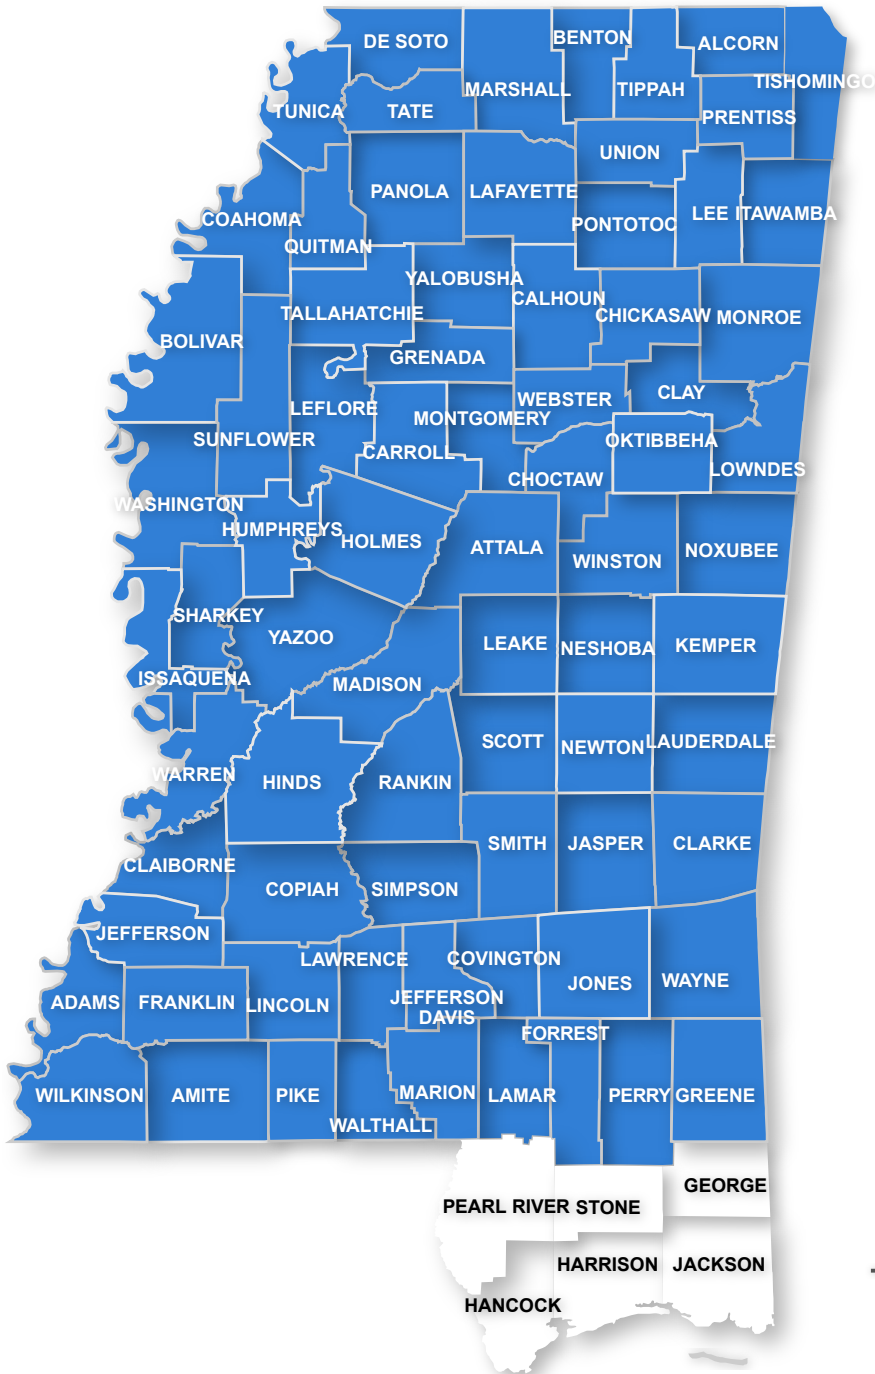 DE SOTO
BENTON
ALCORN
TISHOMINGO
MARSHALL
TIPPAH
TUNICA
TATE
PRENTISS
UNION
PANOLA
LAFAYETTE
COAHOMA
PONTOTOC
LEE
ITAWAMBA
QUITMAN
YALOBUSHA
CALHOUN
TALLAHATCHIE
CHICKASAW
MONROE
BOLIVAR
GRENADA
CLAY
WEBSTER
LEFLORE
MONTGOMERY
SUNFLOWER
OKTIBBEHA
CARROLL
LOWNDES
CHOCTAW
WASHINGTON
HUMPHREYS
HOLMES
ATTALA
NOXUBEE
WINSTON
SHARKEY
YAZOO
LEAKE
NESHOBA
KEMPER
ISSAQUENA
MADISON
SCOTT
NEWTON
LAUDERDALE
WARREN
HINDS
RANKIN
SMITH
JASPER
CLARKE
CLAIBORNE
COPIAH
SIMPSON
JEFFERSON
LAWRENCE
COVINGTON
JONES
WAYNE
ADAMS
FRANKLIN
LINCOLN
JEFFERSON
DAVIS
FORREST
WILKINSON
AMITE
PIKE
MARION
LAMAR
PERRY
GREENE
WALTHALL
GEORGE
PEARL RIVER
STONE
HARRISON
JACKSON
HANCOCK